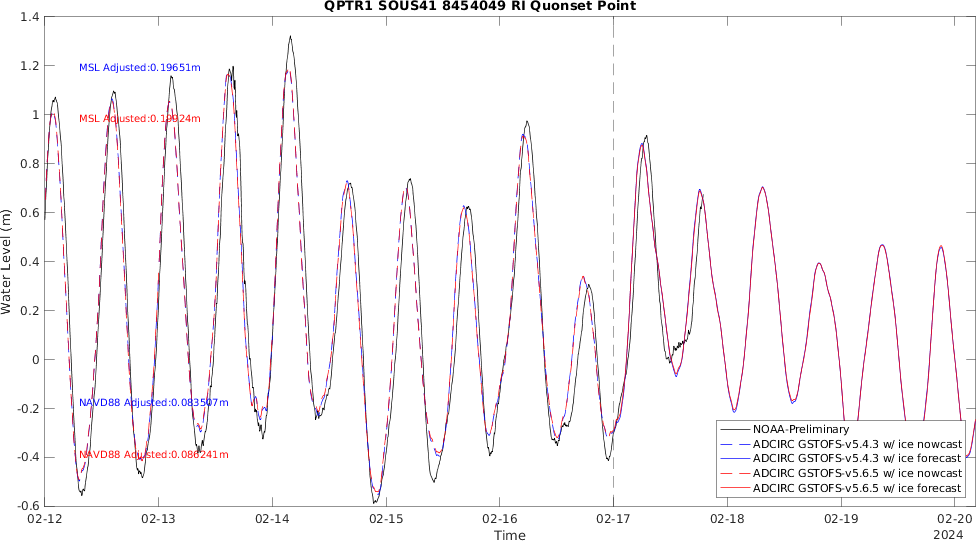 QPTR1 SOUS41 8454049 RI Quonset Point
Water Level (m)
1.4
1.2
1
0.8
0.6
0.4
0.2
0
-0.2
-0.4
-0.6
MSL Adjusted:0.19651m
MSL Adjusted:0.19924m
NAVD88 Adjusted:0.083507m
NAVD88 Adjusted:0.086241m
NOAA-Preliminary
ADCIRC GSTOFS-v5.4.3 w/ ice nowcast
ADCIRC GSTOFS-v5.4.3 w/ ice forecast
ADCIRC GSTOFS-v5.6.5 w/ ice nowcast
ADCIRC GSTOFS-v5.6.5 w/ ice forecast
02-12 02-13 02-14 02-15 02-16 02-17 02-18 02-19 02-20
Time 2024